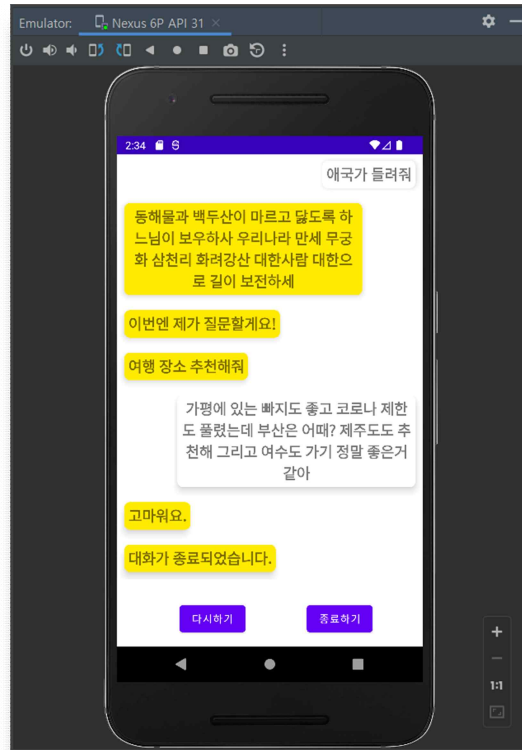 Emulator: Nexus 6P API 31
2:34
애국가 들려줘
동해물과 백두산이 마르고 닳도록 하
느님이 보우하사 우리나라 만세 무궁
화 삼천리 화려강산 대한사람 대한으
로 길이 보전하세
이번엔 제가 질문할게요!
여행 장소 추천해줘
가평에 있는 빠지도 좋고 코로나 제한
도 풀렸는데 부산은 어때? 제주도도 추
천해 그리고 여수도 가기 정말 좋은거
같아
고마워요.
대화가 종료되었습니다.
다시하기 종료하기
1:1